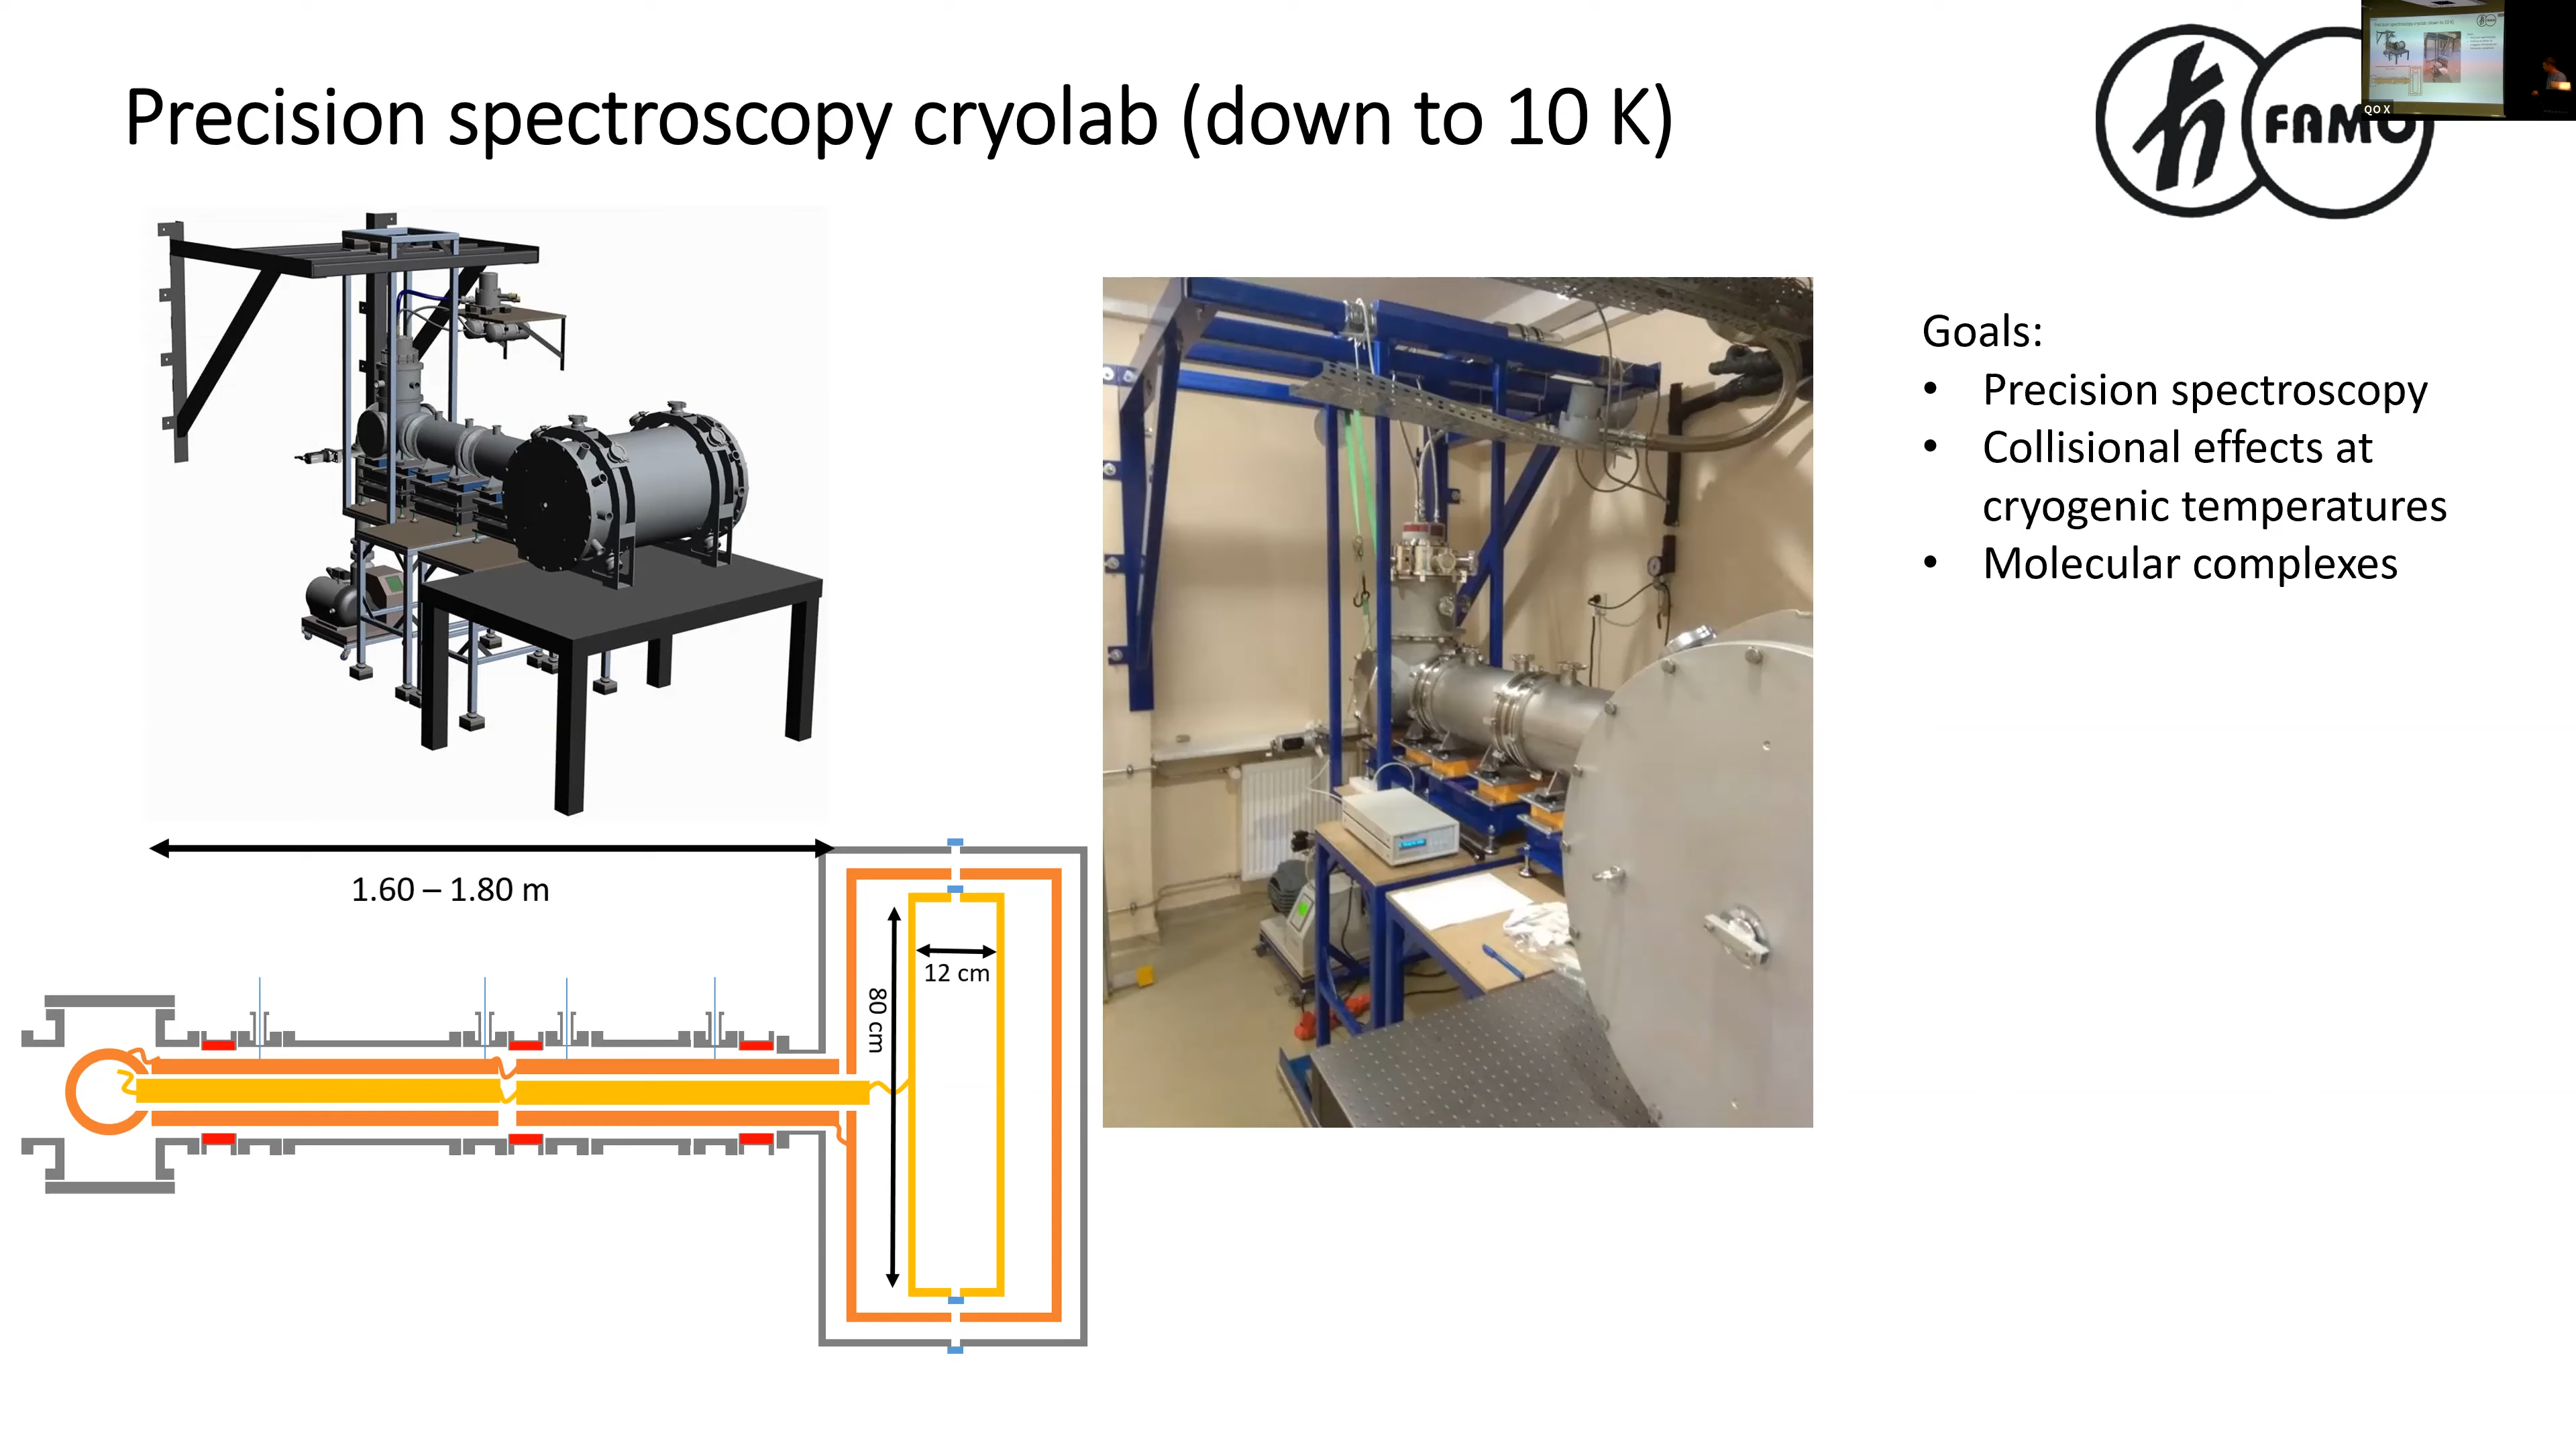 Precision spectroscopy cryolab (down to 10 K)
ħ FAMO
QO X
Goals:
• Precision spectroscopy
• Collisional effects at
cryogenic temperatures
• Molecular complexes
1.60 – 1.80 m
12 cm
80 cm